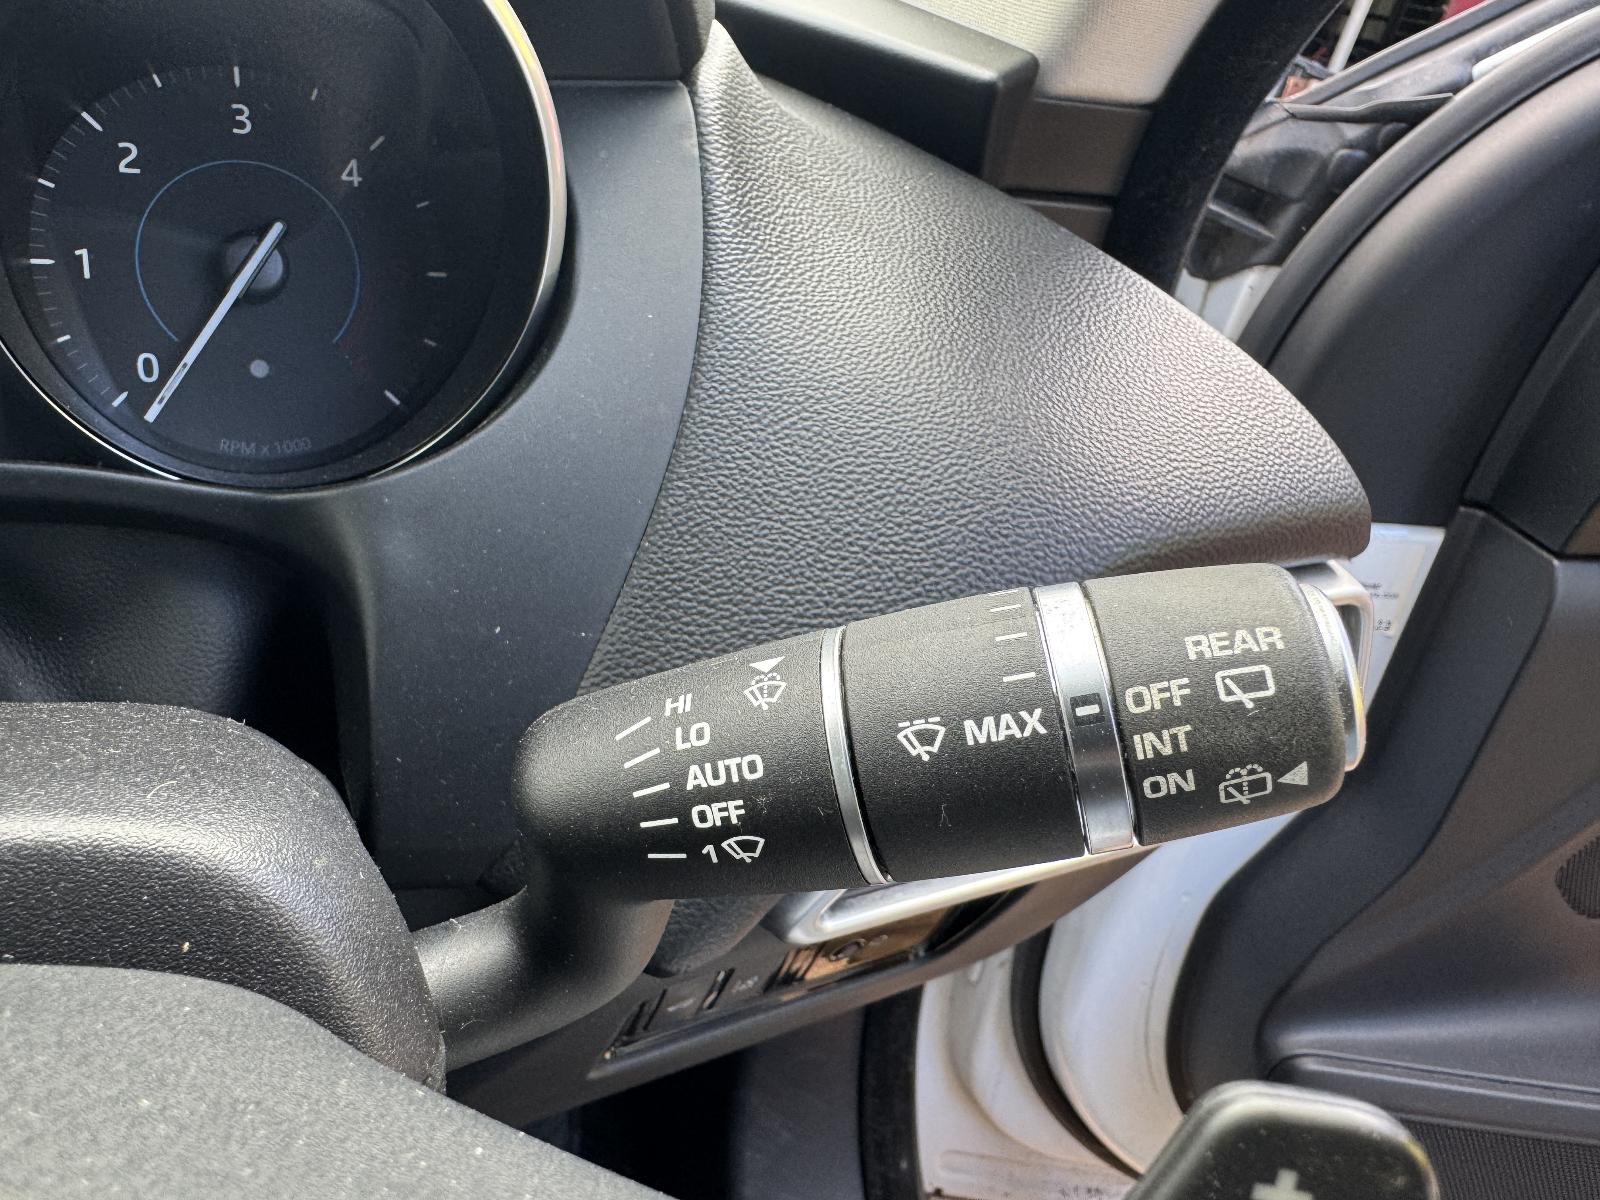 3
2
4
1
0
RPM x 1000
HI
LO
AUTO
OFF
1
MAX
REAR
OFF
INT
ON